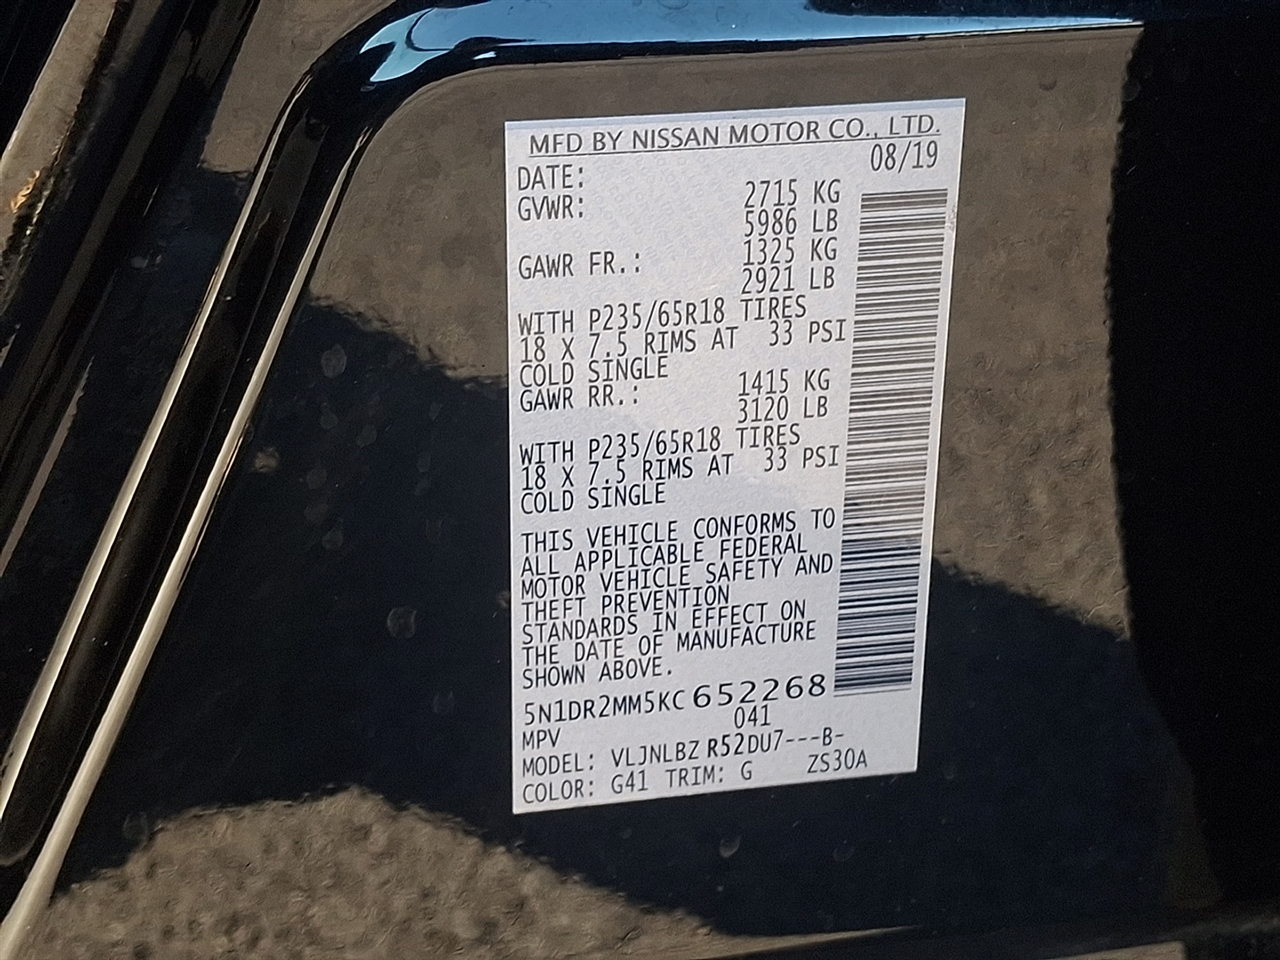 MFD BY NISSAN MOTOR CO., LTD.
DATE: 08/19
GVWR: 2715 KG
5986 LB
GAWR FR.: 1325 KG
2921 LB
WITH P235/65R18 TIRES
18 X 7.5 RIMS AT 33 PSI
COLD SINGLE
GAWR RR.: 1415 KG
3120 LB
WITH P235/65R18 TIRES
18 X 7.5 RIMS AT 33 PSI
COLD SINGLE
THIS VEHICLE CONFORMS TO
ALL APPLICABLE FEDERAL
MOTOR VEHICLE SAFETY AND
THEFT PREVENTION
STANDARDS IN EFFECT ON
THE DATE OF MANUFACTURE
SHOWN ABOVE.
5N1DR2MM5KC652268
MPV 041
MODEL: VLJNLBZ R52DU7---B-
COLOR: G41 TRIM: G ZS30A